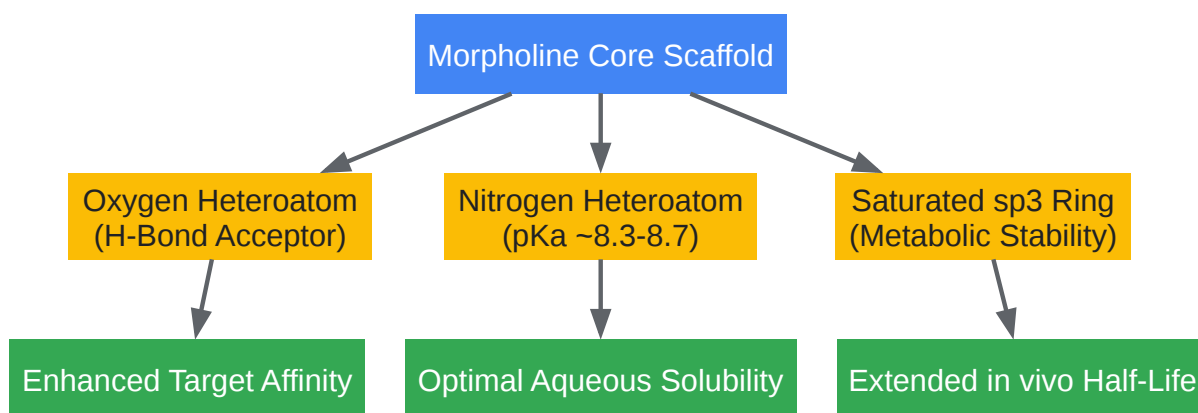 Morpholine Core Scaffold
Oxygen Heteroatom
(H-Bond Acceptor)
Nitrogen Heteroatom
(pKa ~8.3-8.7)
Saturated sp3 Ring
(Metabolic Stability)
Enhanced Target Affinity
Optimal Aqueous Solubility
Extended in vivo Half-Life